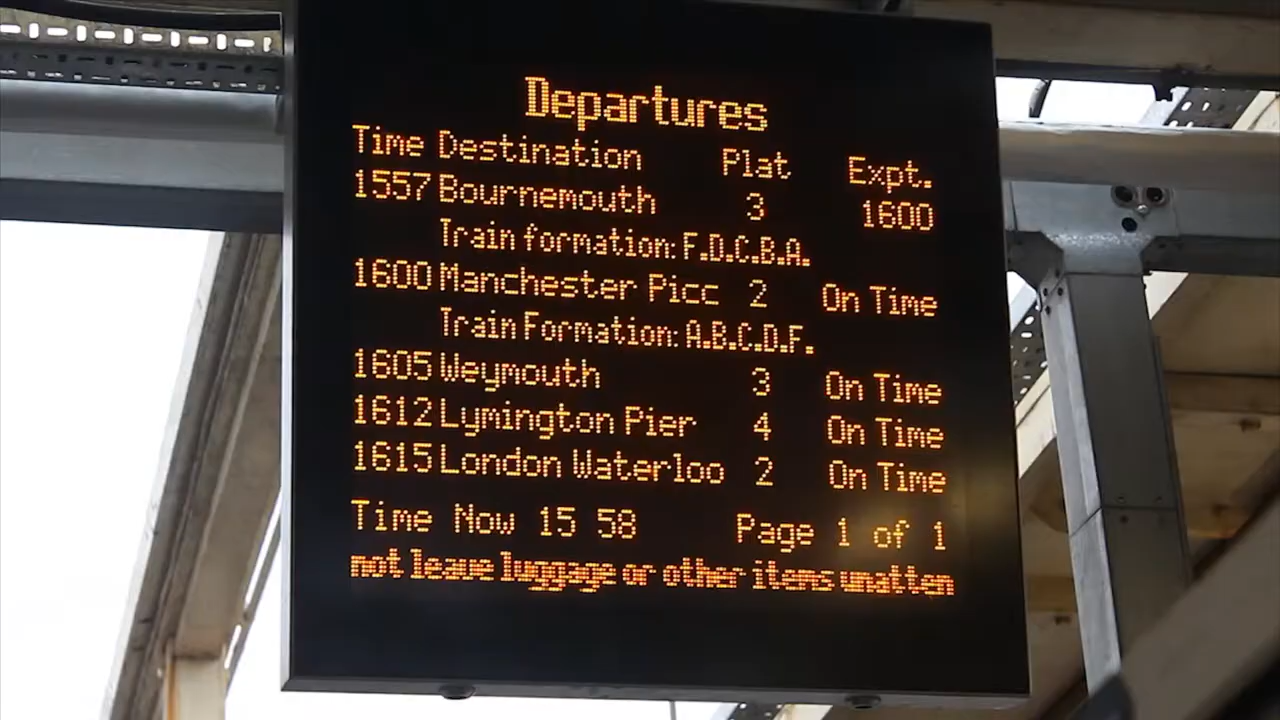 Departures
Time Destination Plat Expt.
1557 Bournemouth 3 1600
Train formation: F.D.C.B.A.
1600 Manchester Picc 2 On Time
Train Formation: A.B.C.D.F.
1605 Weymouth 3 On Time
1612 Lymington Pier 4 On Time
1615 London Waterloo 2 On Time
Time Now 15 58 Page 1 of 1
not leave luggage or other items unatten